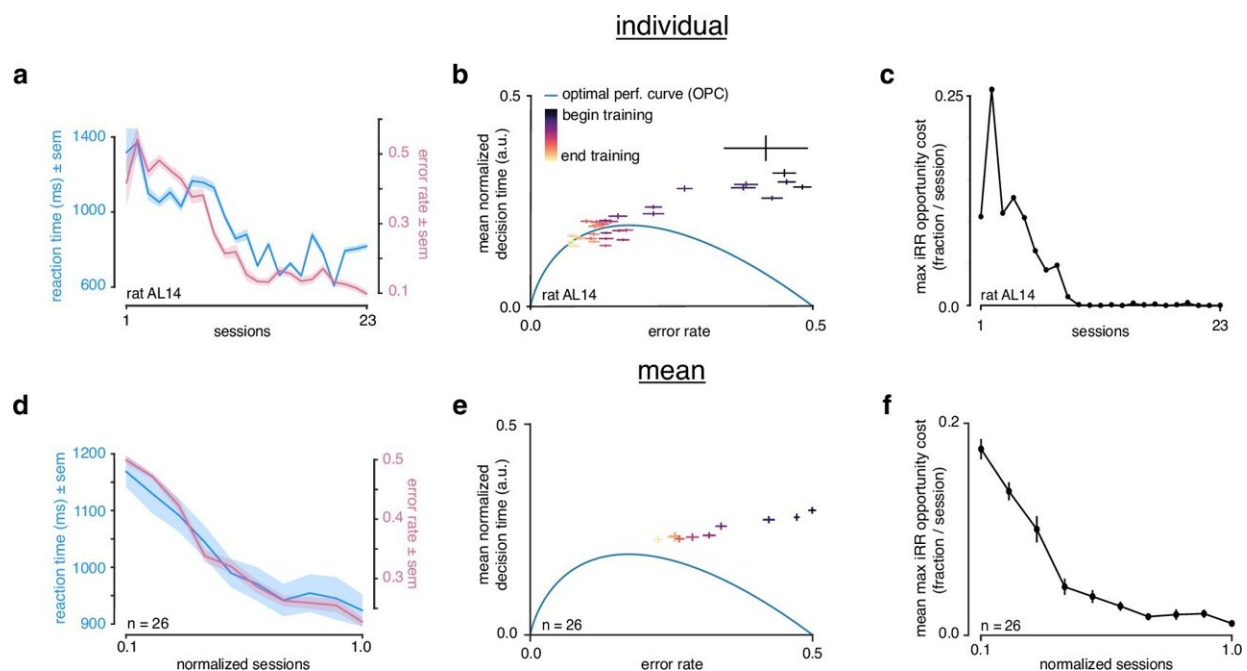 individual
a
reaction time (ms) ± sem
1400
1000
600
error rate ± sem
0.5
0.3
0.1
rat AL14
1
23
sessions
b
mean normalized
decision time (a.u.)
0.5
0.0
optimal perf. curve (OPC)
begin training
end training
rat AL14
0.0
0.5
error rate
c
max iRR opportunity cost
(fraction / session)
0.25
0.0
rat AL14
1
23
sessions
mean
d
reaction time (ms) ± sem
1200
1100
1000
900
error rate ± sem
0.5
0.4
0.3
n = 26
0.1
1.0
normalized sessions
e
mean normalized
decision time (a.u.)
0.5
0.0
n = 26
0.0
0.5
error rate
f
mean max iRR opportunity cost
(fraction / session)
0.2
0.0
n = 26
0.1
1.0
normalized sessions